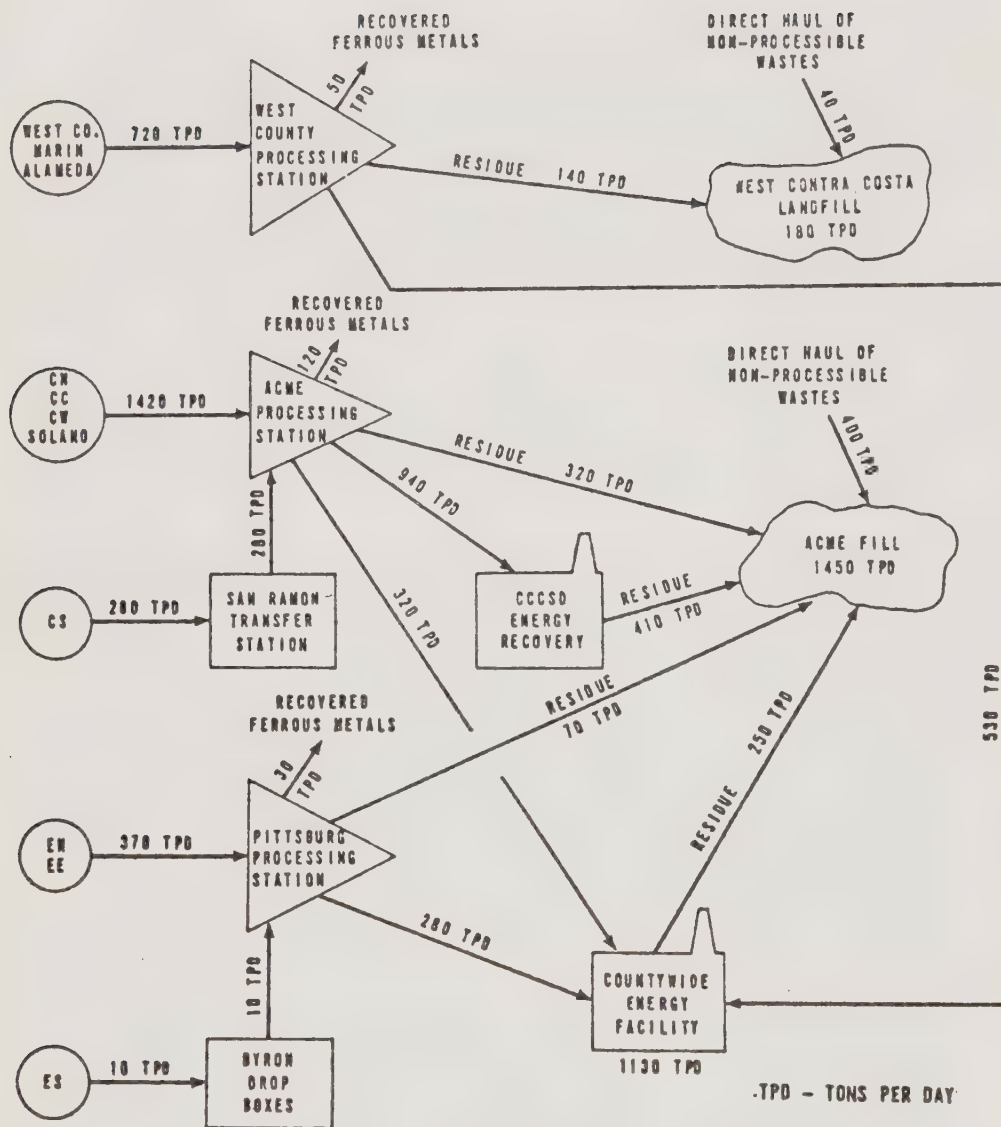 RECOVERED
FERROUS METALS
50
TPD
DIRECT HAUL OF
NON-PROCESSIBLE
WASTES
40 TPD
WEST CO.
MARIN
ALAMEDA
720 TPD
WEST
COUNTY
PROCESSING
STATION
RESIDUE 140 TPD
WEST CONTRA COSTA
LANDFILL
180 TPD
RECOVERED
FERROUS METALS
120
TPD
DIRECT HAUL OF
NON-PROCESSIBLE
WASTES
400 TPD
CN
CC
CW
SOLANO
1420 TPD
ACME
PROCESSING
STATION
RESIDUE 320 TPD
940 TPD
320 TPD
ACME FILL
1450 TPD
280 TPD
CS
280 TPD
SAN RAMON
TRANSFER
STATION
CCCSD
ENERGY
RECOVERY
RESIDUE
410 TPD
530 TPD
RECOVERED
FERROUS METALS
30
TPD
RESIDUE
70 TPD
RESIDUE 250 TPD
EN
EE
370 TPD
PITTSBURG
PROCESSING
STATION
280 TPD
10 TPD
COUNTYWIDE
ENERGY
FACILITY
1130 TPD
ES
10 TPD
BYRON
DROP
BOXES
.TPD - TONS PER DAY